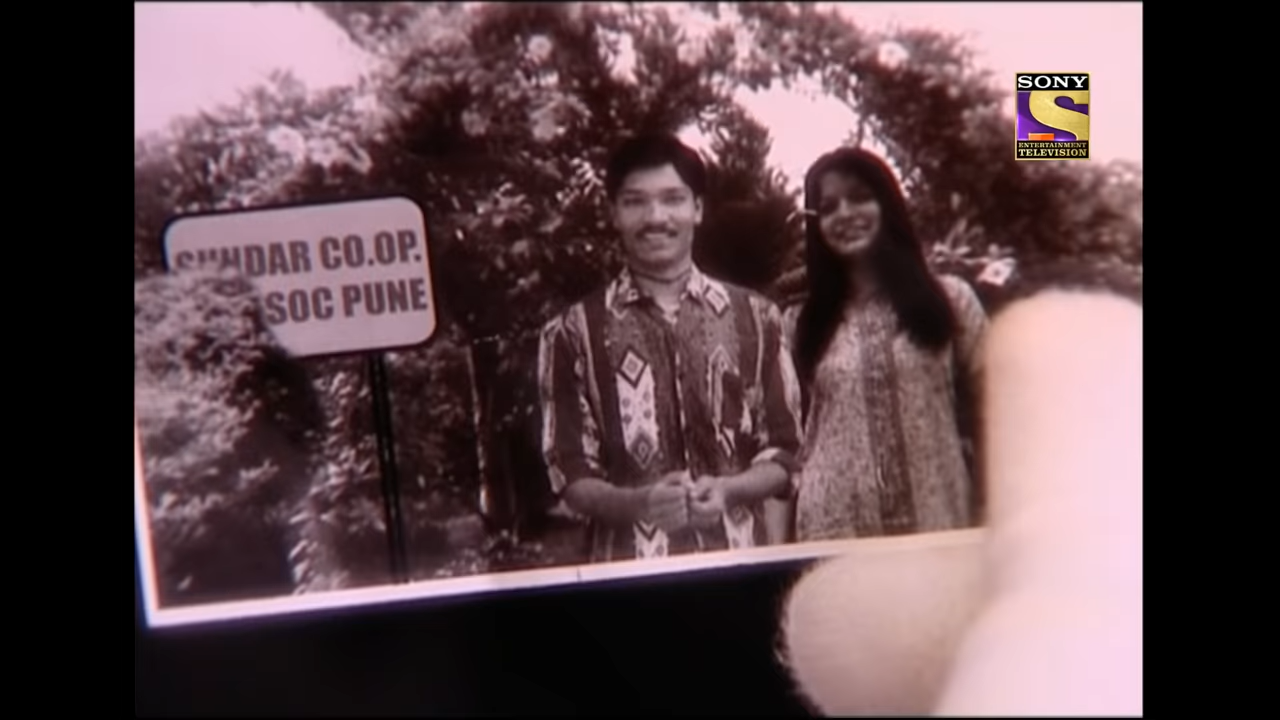 SUNDAR CO.OP.
SOC PUNE
SONY
ENTERTAINMENT
TELEVISION